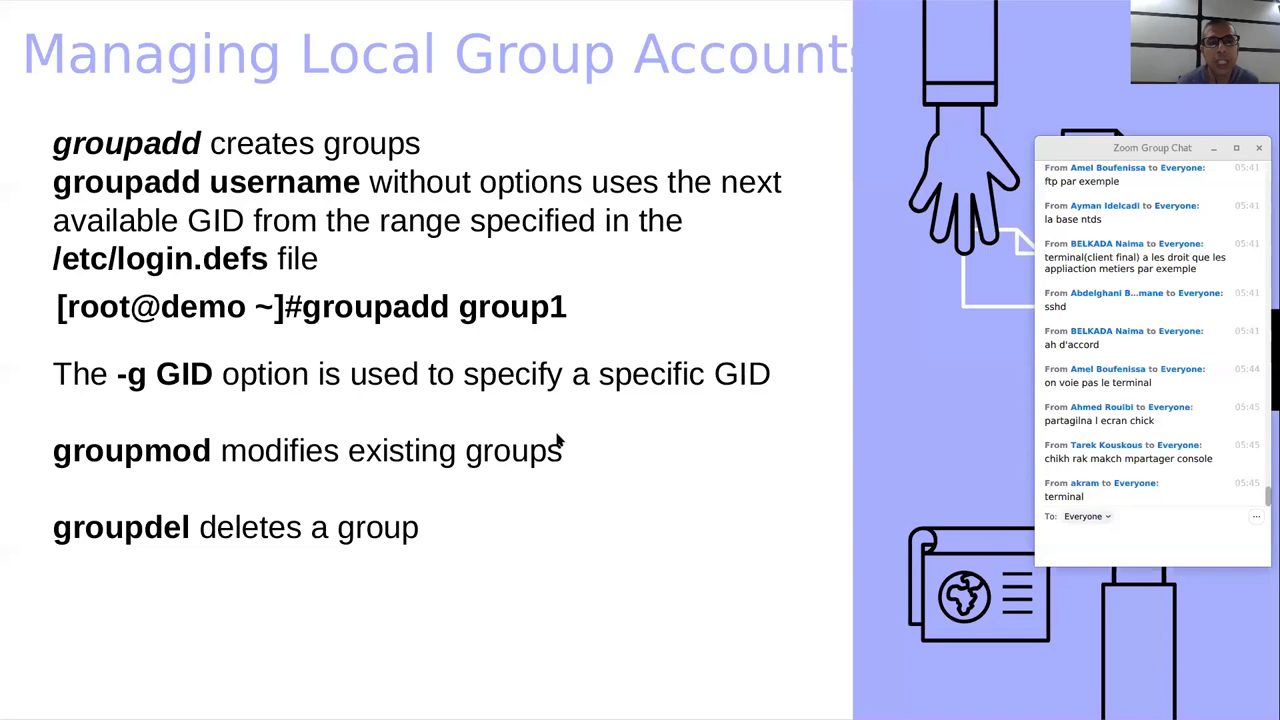 Managing Local Group Accounts
groupadd creates groups
groupadd username without options uses the next
available GID from the range specified in the
/etc/login.defs file
[root@demo ~]#groupadd group1
The -g GID option is used to specify a specific GID
groupmod modifies existing groups
groupdel deletes a group
Zoom Group Chat
From Amel Boufenissa to Everyone: 05:41
ftp par exemple
From Ayman Idelcadi to Everyone: 05:41
la base ntds
From BELKADA Naima to Everyone: 05:41
terminal(client final) a les droit que les
appliaction metiers par exemple
From Abdelghani B...mane to Everyone: 05:41
sshd
From BELKADA Naima to Everyone: 05:41
ah d'accord
From Amel Boufenissa to Everyone: 05:44
on voie pas le terminal
From Ahmed Rouibi to Everyone: 05:45
partagilna l ecran chick
From Tarek Kouskous to Everyone: 05:45
chikh rak makch mpartager console
From akram to Everyone: 05:45
terminal
To: Everyone